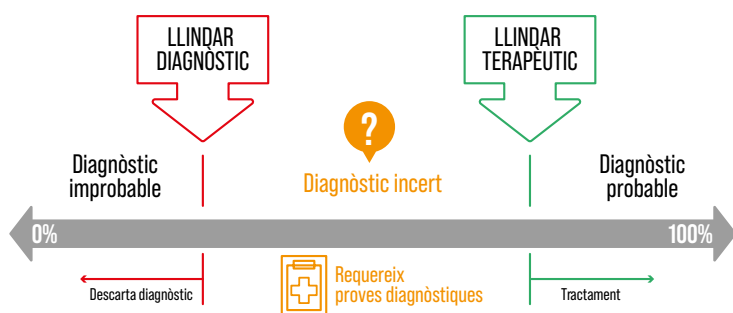 LLINDAR
DIAGNÒSTIC
LLINDAR
TERAPÈUTIC
?
Diagnòstic
improbable
Diagnòstic incert
Diagnòstic
probable
0%
100%
Descarta diagnòstic
Requereix
proves diagnòstiques
Tractament